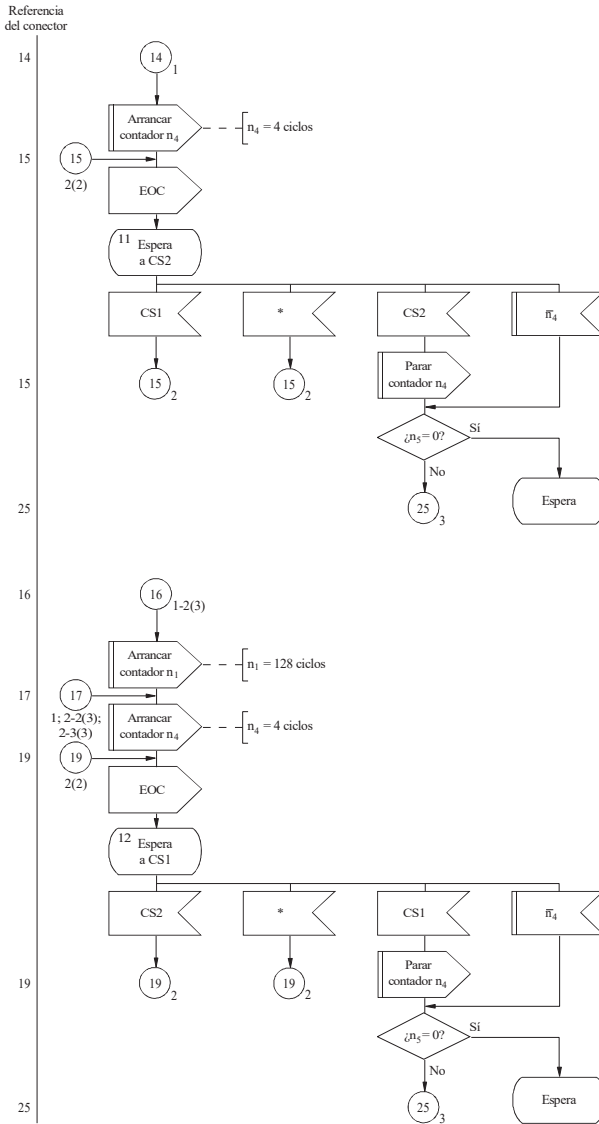 Referencia
del conector
14
14
1
Arrancar
contador n4
n4 = 4 ciclos
15
15
2(2)
EOC
11 Espera
a CS2
CS1
*
CS2
n̅4
15
15
2
15
2
Parar
contador n4
¿n5 = 0?
Sí
No
25
25
3
Espera
16
16
1-2(3)
Arrancar
contador n1
n1 = 128 ciclos
17
17
1; 2-2(3);
2-3(3)
Arrancar
contador n4
n4 = 4 ciclos
19
19
2(2)
EOC
12 Espera
a CS1
CS2
*
CS1
n̅4
19
19
2
19
2
Parar
contador n4
¿n5 = 0?
Sí
No
25
25
3
Espera